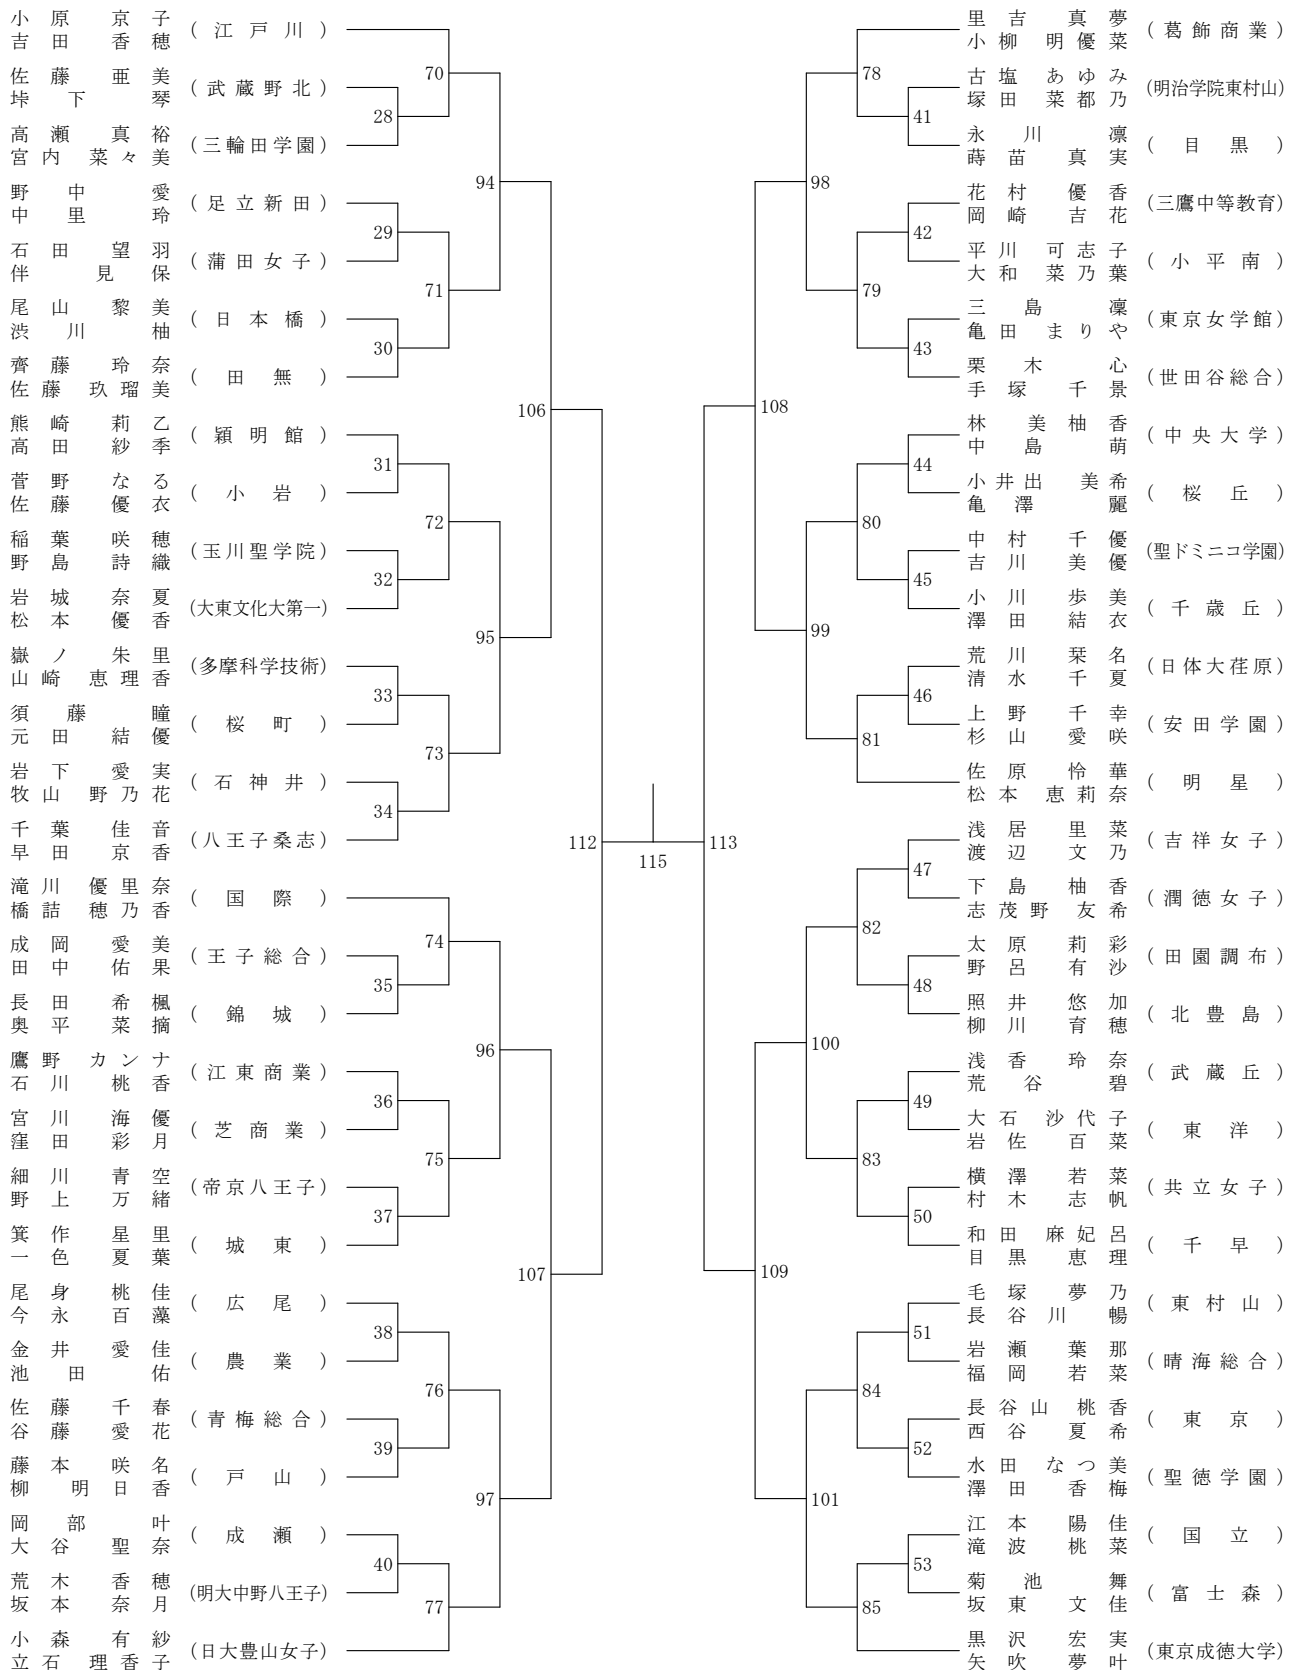 小原 京子
吉田 香穂
(江戸川)
佐藤 亜美
垰下 琴
(武蔵野北)
高瀬 真裕
宮内 菜々美
(三輪田学園)
野中 愛
中里 玲
(足立新田)
石田 望羽
伴 見保
(蒲田女子)
尾山 黎美
渋川 柚
(日本橋)
齊藤 玲奈
佐藤 玖瑠美
(田無)
熊崎 莉乙
高田 紗季
(穎明館)
菅野 なる
佐藤 優衣
(小岩)
稲葉 咲穂
野島 詩織
(玉川聖学院)
岩城 奈夏
松本 優香
(大東文化大第一)
嶽ノ 朱里
山崎 恵理香
(多摩科学技術)
須藤 瞳
元田 結優
(桜町)
岩下 愛実
牧山 野乃花
(石神井)
千葉 佳音
早田 京香
(八王子桑志)
滝川 優里奈
橋詰 穂乃香
(国際)
成岡 愛美
田中 佑果
(王子総合)
長田 希楓
奥平 菜摘
(錦城)
鷹野 カンナ
石川 桃香
(江東商業)
宮川 海優
窪田 彩月
(芝商業)
細川 青空
野上 万緒
(帝京八王子)
箕作 星里
一色 夏葉
(城東)
尾身 桃佳
今永 百藻
(広尾)
金井 愛佳
池田 佑
(農業)
佐藤 千春
谷藤 愛花
(青梅総合)
藤本 咲名
柳 明日香
(戸山)
岡部 叶
大谷 聖奈
(成瀬)
荒木 香穂
坂本 奈月
(明大中野八王子)
小森 有紗
立石 理香子
(日大豊山女子)
28
29
30
31
32
33
34
35
36
37
38
39
40
70
71
72
73
74
75
76
77
94
95
96
97
106
107
112
115
113
108
109
98
99
100
101
78
79
80
81
82
83
84
85
41
42
43
44
45
46
47
48
49
50
51
52
53
里吉 真夢
小柳 明優菜
(葛飾商業)
古塩 あゆみ
塚田 菜都乃
(明治学院東村山)
永川 凛
蒔苗 真実
(目黒)
花村 優香
岡崎 吉花
(三鷹中等教育)
平川 可志子
大和 菜乃葉
(小平南)
三島 凜
亀田 まりや
(東京女学館)
栗木 心
手塚 千景
(世田谷総合)
林 美柚香
中島 萌
(中央大学)
小井出 美希
亀澤 麗
(桜丘)
中村 千優
吉川 美優
(聖ドミニコ学園)
小川 歩美
澤田 結衣
(千歳丘)
荒川 栞名
清水 千夏
(日体大荏原)
上野 千幸
杉山 愛咲
(安田学園)
佐原 怜華
松本 恵莉奈
(明星)
浅居 里菜
渡辺 文乃
(吉祥女子)
下島 柚香
志茂野 友希
(潤徳女子)
太原 莉彩
野呂 有沙
(田園調布)
照井 悠加
柳川 育穂
(北豊島)
浅香 玲奈
荒谷 碧
(武蔵丘)
大石 沙代子
岩佐 百菜
(東洋)
横澤 若菜
村木 志帆
(共立女子)
和田 麻妃呂
目黒 恵理
(千早)
毛塚 夢乃
長谷川 暢
(東村山)
岩瀬 葉那
福岡 若菜
(晴海総合)
長谷山 桃香
西谷 夏希
(東京)
水田 なつ美
澤田 香梅
(聖徳学園)
江本 陽佳
滝波 桃菜
(国立)
菊池 舞
坂東 文佳
(富士森)
黒沢 宏実
矢吹 夢叶
(東京成徳大学)